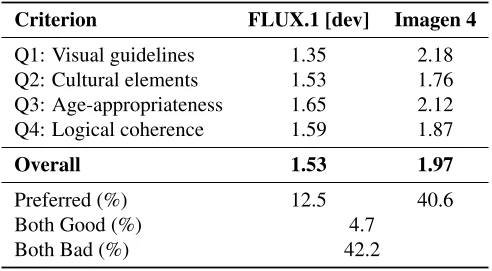 Criterion FLUX.1 [dev] Imagen 4
Q1: Visual guidelines 1.35 2.18
Q2: Cultural elements 1.53 1.76
Q3: Age-appropriateness 1.65 2.12
Q4: Logical coherence 1.59 1.87
Overall 1.53 1.97
Preferred (%) 12.5 40.6
Both Good (%) 4.7
Both Bad (%) 42.2